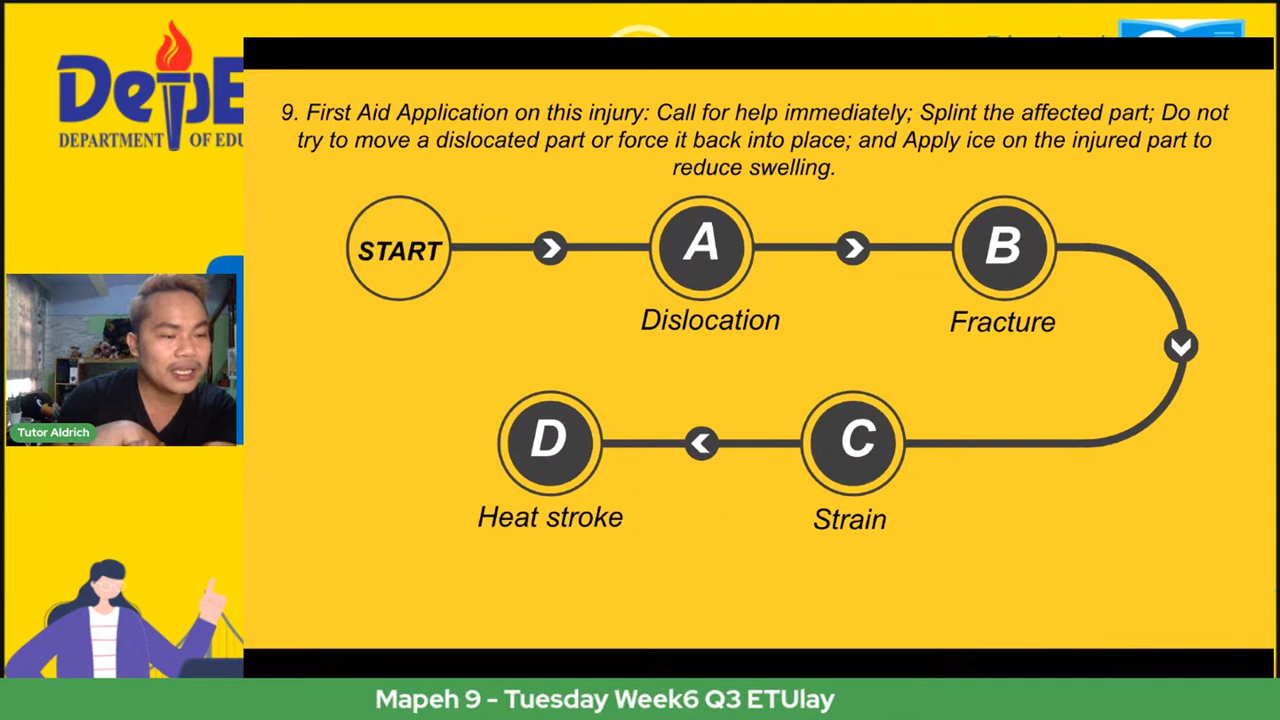 DepE
DEPARTMENT OF EDU
9. First Aid Application on this injury: Call for help immediately; Splint the affected part; Do not
try to move a dislocated part or force it back into place; and Apply ice on the injured part to
reduce swelling.
START
A
B
Dislocation
Fracture
D
C
Heat stroke
Strain
Tutor Aldrich
Mapeh 9 - Tuesday Week6 Q3 ETUlay